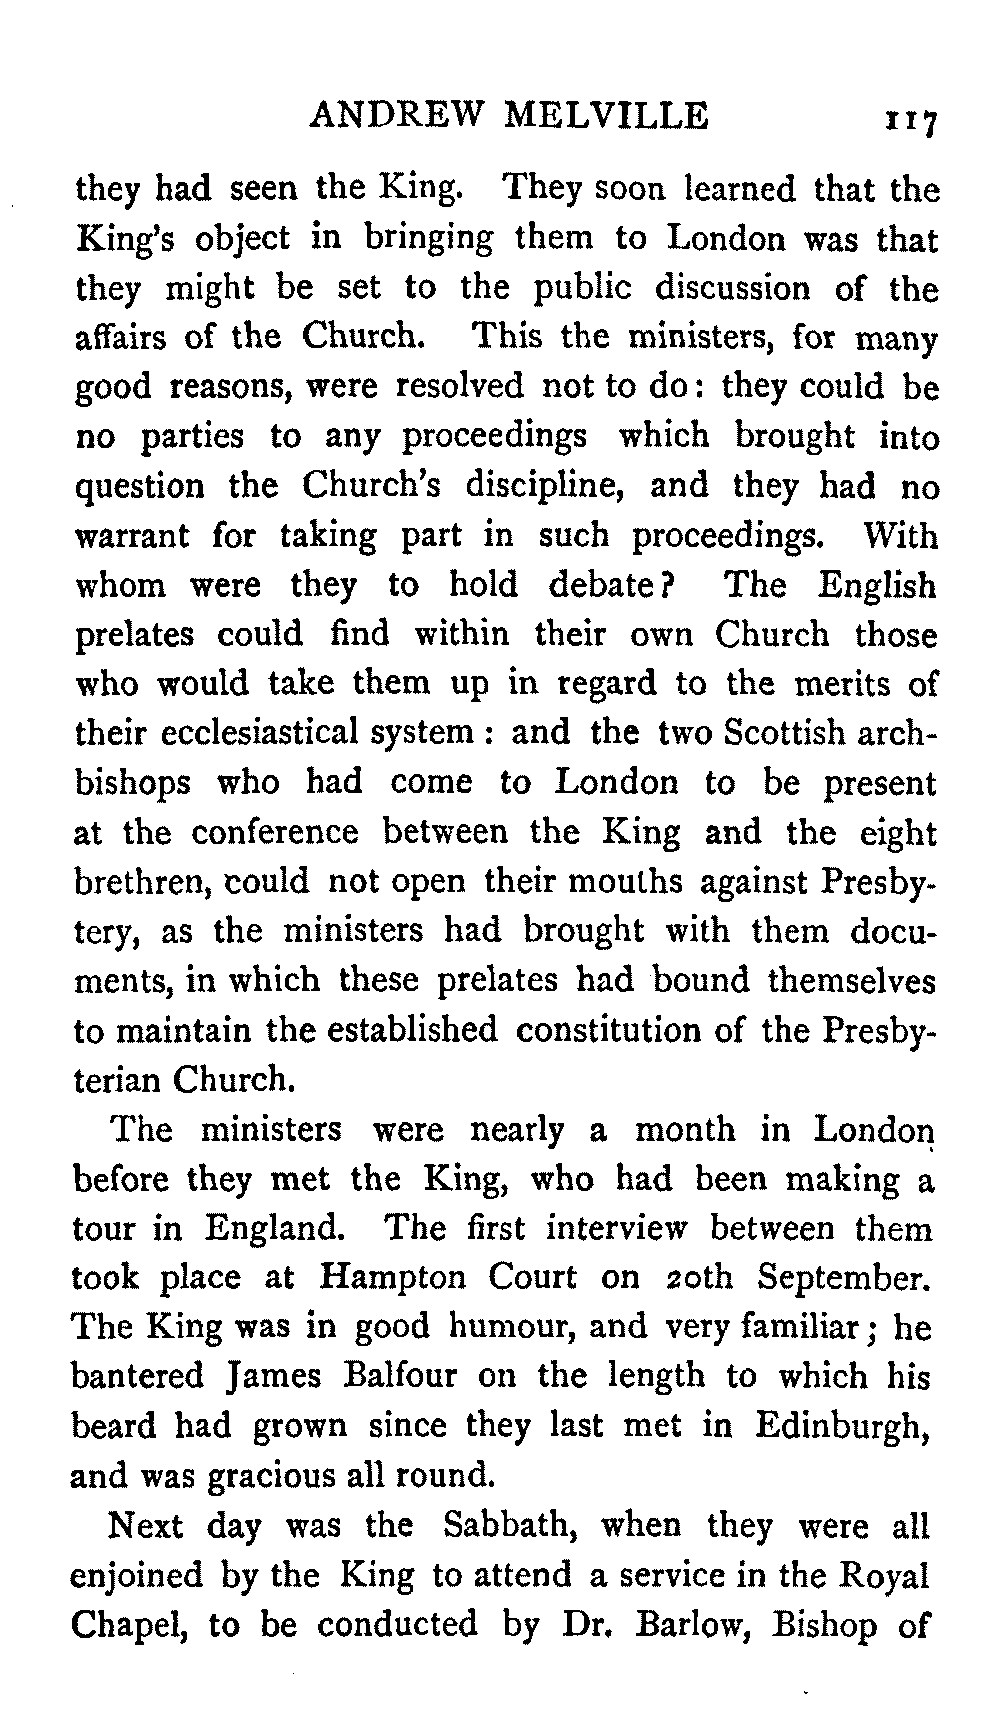 ANDREW MELVILLE 117
they had seen the King. They soon learned that the
King's object in bringing them to London was that
they might be set to the public discussion of the
affairs of the Church. This the ministers, for many
good reasons, were resolved not to do: they could be
no parties to any proceedings which brought into
question the Church's discipline, and they had no
warrant for taking part in such proceedings. With
whom were they to hold debate? The English
prelates could find within their own Church those
who would take them up in regard to the merits of
their ecclesiastical system: and the two Scottish arch-
bishops who had come to London to be present
at the conference between the King and the eight
brethren, could not open their mouths against Presby-
tery, as the ministers had brought with them docu-
ments, in which these prelates had bound themselves
to maintain the established constitution of the Presby-
terian Church.
The ministers were nearly a month in London
before they met the King, who had been making a
tour in England. The first interview between them
took place at Hampton Court on 20th September.
The King was in good humour, and very familiar; he
bantered James Balfour on the length to which his
beard had grown since they last met in Edinburgh,
and was gracious all round.
Next day was the Sabbath, when they were all
enjoined by the King to attend a service in the Royal
Chapel, to be conducted by Dr. Barlow, Bishop of